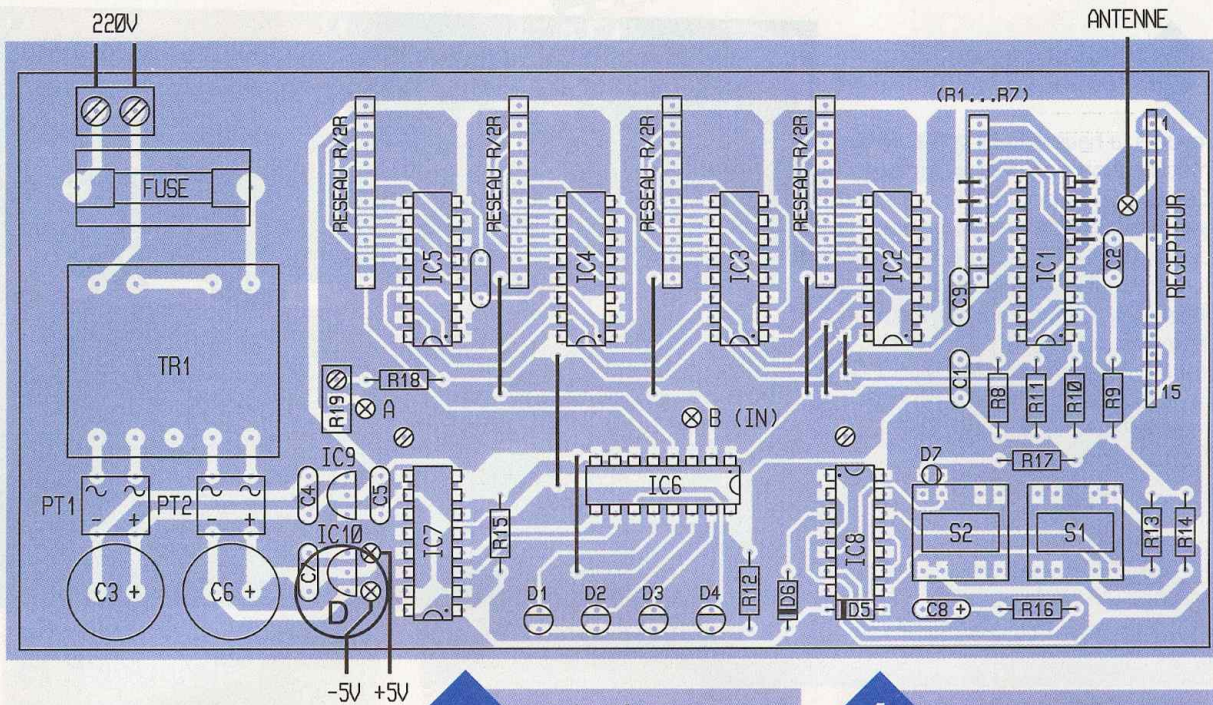 220V
ANTENNE
(R1...R7)
1
RESEAU R/2R
RESEAU R/2R
RESEAU R/2R
RESEAU R/2R
FUSE
IC5
IC4
IC3
IC2
IC1
C9
C2
RECEPTEUR
TR1
R18
R19
A
B (IN)
C1
R8
R11
R10
R9
15
IC9
D7
R17
PT1
~ ~
- +
PT2
~ ~
- +
C4
C5
IC7
R15
IC6
IC8
S2
S1
R13
R14
IC10
C7
C3 +
C6 +
D
D1
D2
D3
D4
R12
D6
D5
C8 +
R16
-5V +5V